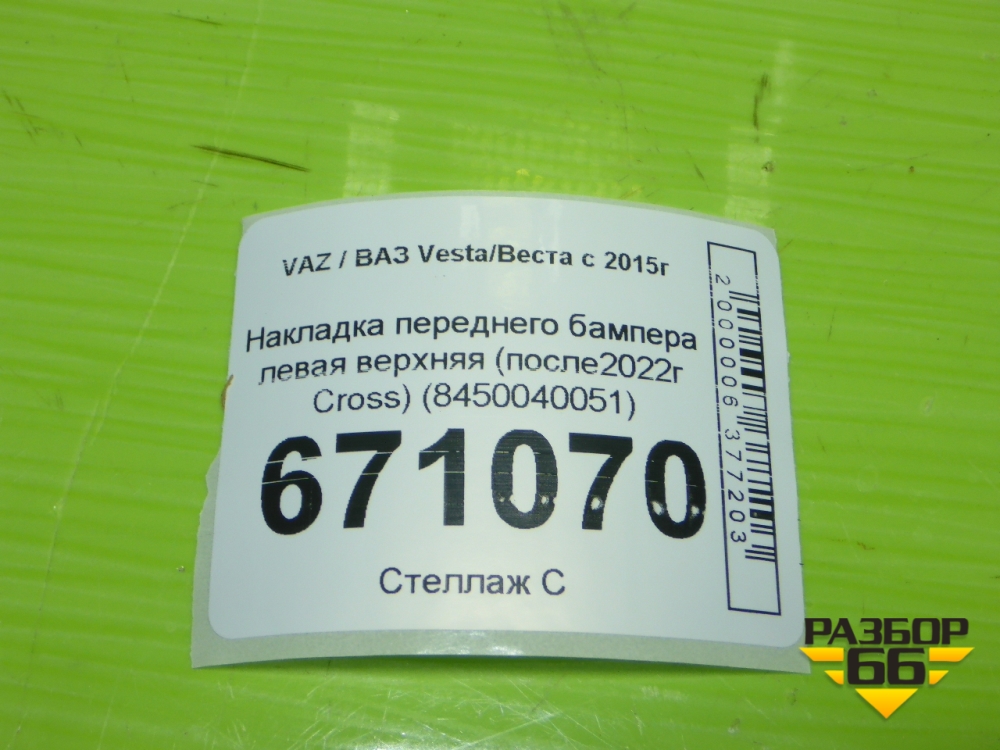 VAZ / ВАЗ Vesta/Веста с 2015г
Накладка переднего бампера
левая верхняя (после2022г
Cross) (8450040051)
671070
Стеллаж С
2000006377203
РАЗБОР
66